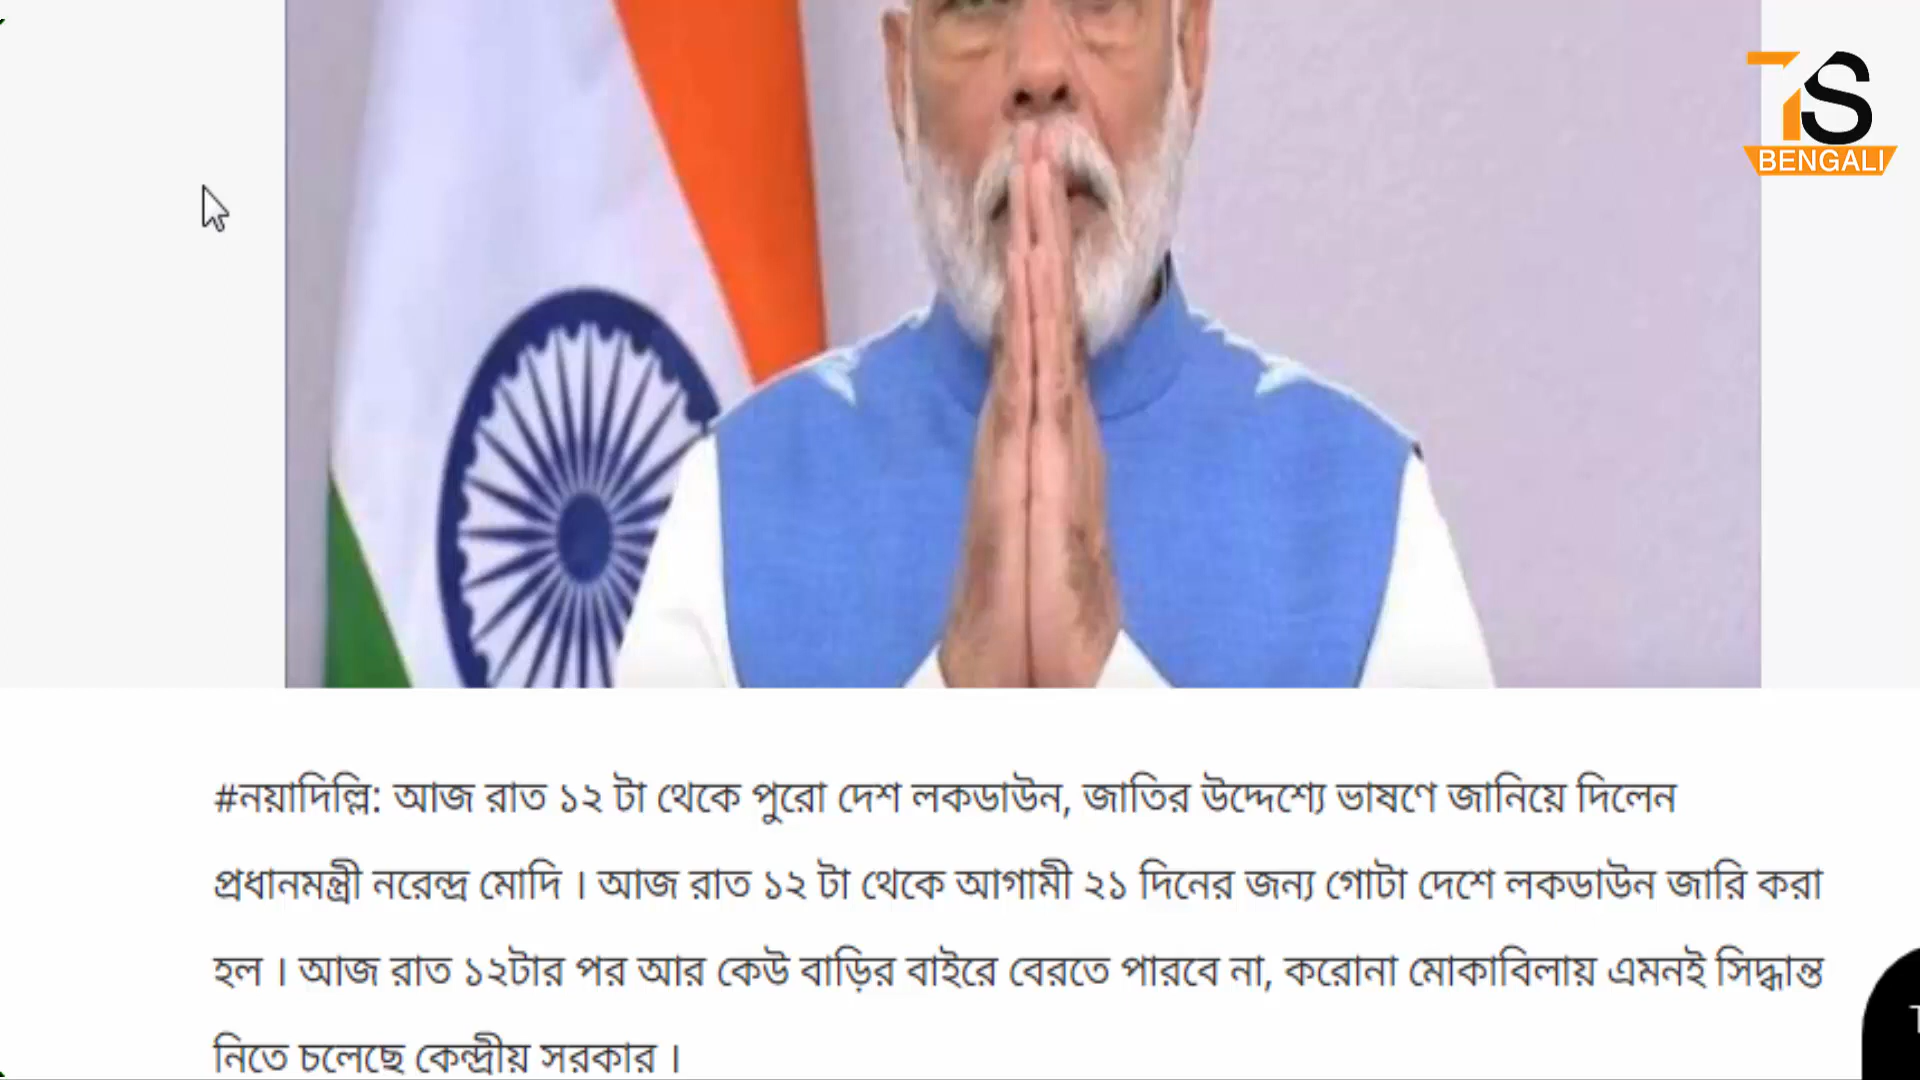 TS
BENGALI
#নয়াদিল্লি: আজ রাত ১২ টা থেকে পুরো দেশ লকডাউন, জাতির উদ্দেশ্যে ভাষণে জানিয়ে দিলেন
প্রধানমন্ত্রী নরেন্দ্র মোদি । আজ রাত ১২ টা থেকে আগামী ২১ দিনের জন্য গোটা দেশে লকডাউন জারি করা
হল । আজ রাত ১২টার পর আর কেউ বাড়ির বাইরে বেরতে পারবে না, করোনা মোকাবিলায় এমনই সিদ্ধান্ত
নিতে চলেছে কেন্দ্রীয় সরকার ।